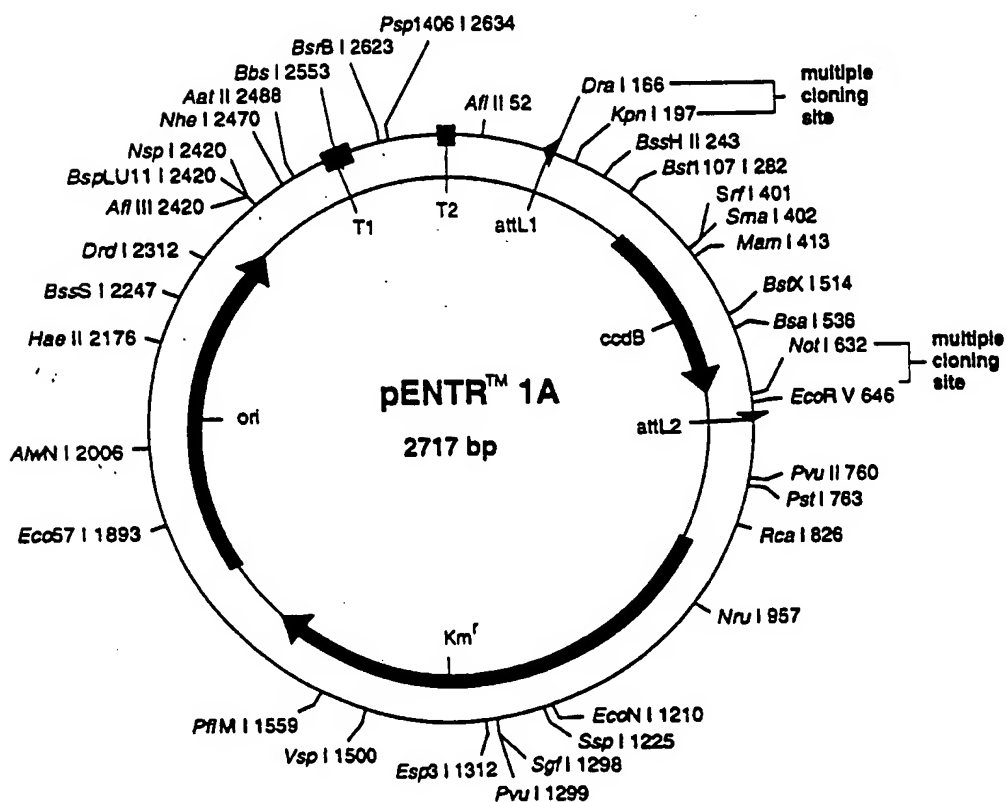 Psp1406 I 2634
BsrB I 2623
Bbs I 2553
Aat II 2488
Nhe I 2470
Nsp I 2420
BspLU11 I 2420
Afl III 2420
Drd I 2312
BssS I 2247
Hae II 2176
AlwN I 2006
Eco57 I 1893
Afl II 52
Dra I 166
Kpn I 197
multiple
cloning
site
BssH II 243
Bst1107 I 282
Srf I 401
Sma I 402
Mam I 413
BstX I 514
Bsa I 536
Not I 632
EcoR V 646
multiple
cloning
site
Pvu II 760
Pst I 763
Rca I 826
Nru I 957
EcoN I 1210
Ssp I 1225
Sgf I 1298
Pvu I 1299
Esp3 I 1312
Vsp I 1500
PflM I 1559
T1
T2
attL1
ccdB
attL2
ori
Kmʳ
pENTR™ 1A
2717 bp